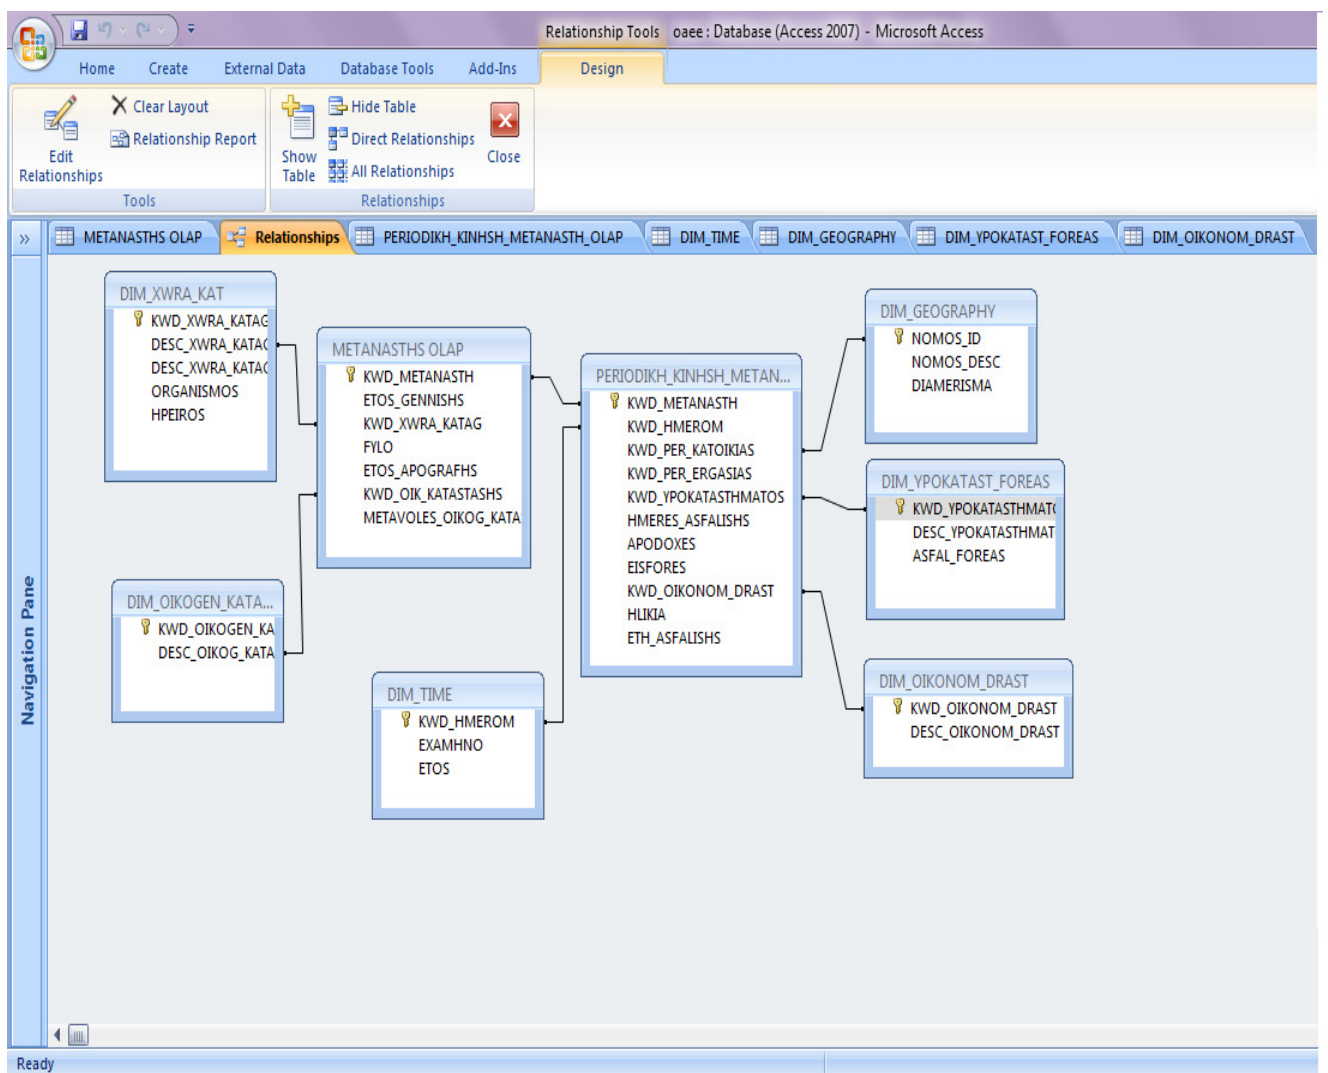 Relationship Tools oaee : Database (Access 2007) - Microsoft Access
Home Create External Data Database Tools Add-Ins Design
Edit Relationships
Clear Layout
Relationship Report
Tools
Show Table
Hide Table
Direct Relationships
All Relationships
Close
Relationships
METANASTHS OLAP Relationships PERIODIKH_KINHSH_METANASTH_OLAP DIM_TIME DIM_GEOGRAPHY DIM_YPOKATAST_FOREAS DIM_OIKONOM_DRAST
Navigation Pane
DIM_XWRA_KAT
KWD_XWRA_KATAG
DESC_XWRA_KATAG
DESC_XWRA_KATAG
ORGANISMOS
HPEIROS
METANASTHS OLAP
KWD_METANASTH
ETOS_GENNISHS
KWD_XWRA_KATAG
FYLO
ETOS_APOGRAFHS
KWD_OIK_KATASTASHS
METAVOLES_OIKOG_KATA
PERIODIKH_KINHSH_METAN...
KWD_METANASTH
KWD_HMEROM
KWD_PER_KATOIKIAS
KWD_PER_ERGASIAS
KWD_YPOKATASTHMATOS
HMERES_ASFALISHS
APODOXES
EISFORES
KWD_OIKONOM_DRAST
HLIKIA
ETH_ASFALISHS
DIM_GEOGRAPHY
NOMOS_ID
NOMOS_DESC
DIAMERISMA
DIM_YPOKATAST_FOREAS
KWD_YPOKATASTHMATO
DESC_YPOKATASTHMAT
ASFAL_FOREAS
DIM_OIKOGEN_KATA...
KWD_OIKOGEN_KA
DESC_OIKOG_KATA
DIM_TIME
KWD_HMEROM
EXAMHNO
ETOS
DIM_OIKONOM_DRAST
KWD_OIKONOM_DRAST
DESC_OIKONOM_DRAST
Ready